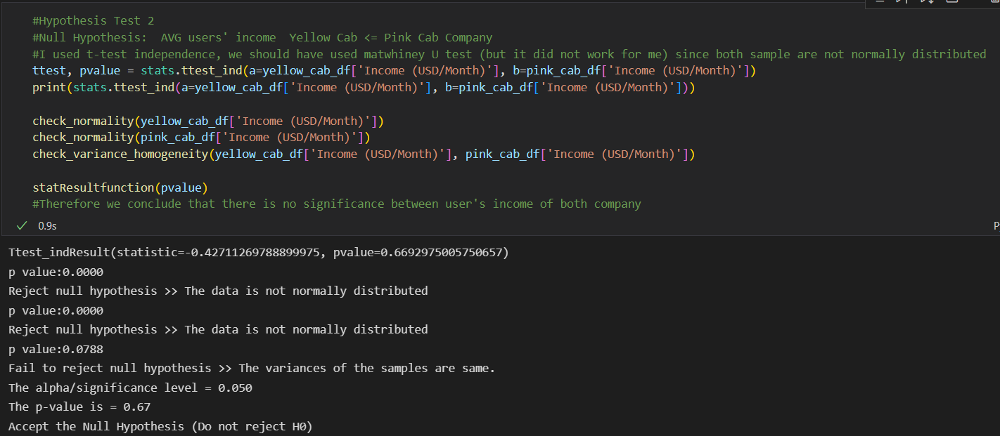 #Hypothesis Test 2
#Null Hypothesis:  AVG users' income  Yellow Cab <= Pink Cab Company
#I used t-test independence, we should have used matwhiney U test (but it did not work for me) since both sample are not normally distributed
ttest, pvalue = stats.ttest_ind(a=yellow_cab_df['Income (USD/Month)'], b=pink_cab_df['Income (USD/Month)'])
print(stats.ttest_ind(a=yellow_cab_df['Income (USD/Month)'], b=pink_cab_df['Income (USD/Month)']))
check_normality(yellow_cab_df['Income (USD/Month)'])
check_normality(pink_cab_df['Income (USD/Month)'])
check_variance_homogeneity(yellow_cab_df['Income (USD/Month)'], pink_cab_df['Income (USD/Month)'])
statResultfunction(pvalue)
#Therefore we conclude that there is no significance between user's income of both company
0.9s
Ttest_indResult(statistic=-0.42711269788899975, pvalue=0.6692975005750657)
p value:0.0000
Reject null hypothesis >> The data is not normally distributed
p value:0.0000
Reject null hypothesis >> The data is not normally distributed
p value:0.0788
Fail to reject null hypothesis >> The variances of the samples are same.
The alpha/significance level = 0.050
The p-value is = 0.67
Accept the Null Hypothesis (Do not reject H0)